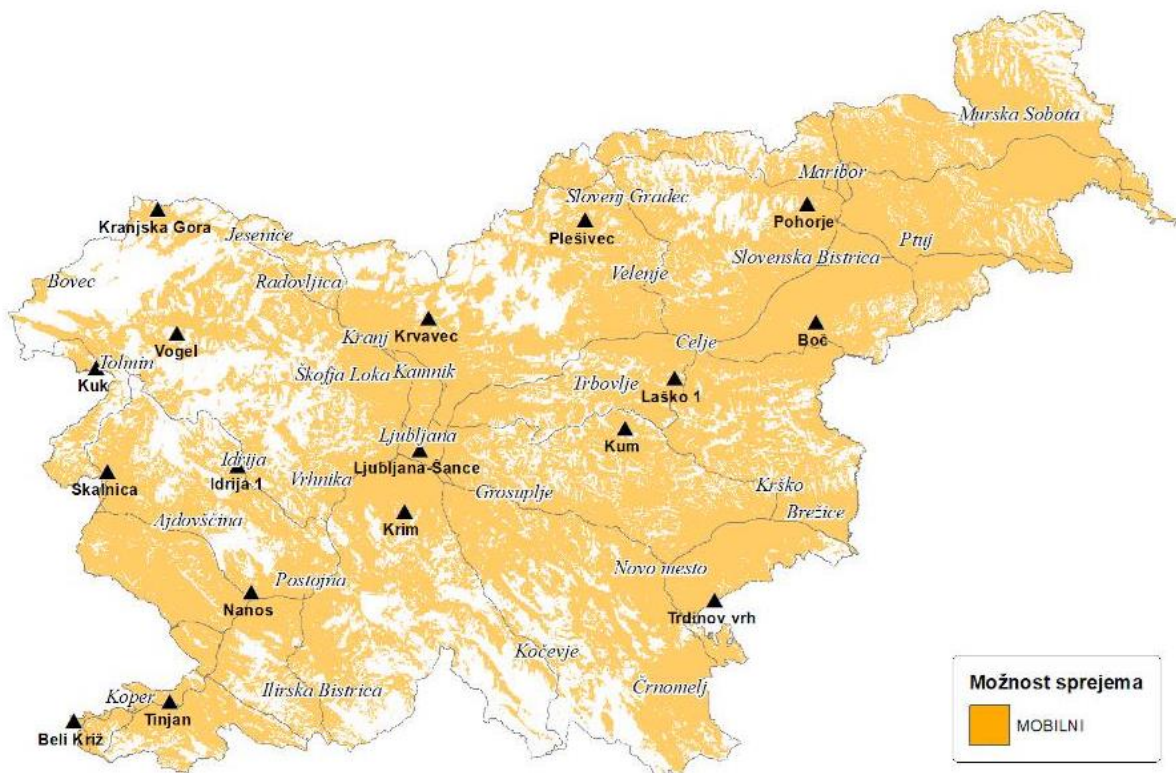 Murska Sobota
Maribor
Slovenj Gradec
Pohorje
Kranjska Gora
Plešivec
Jesenice
Ptuj
Slovenska Bistrica
Bovec
Radovljica
Velenje
Krvavec
Kranj
Vogel
Celje
Boč
Tolmin
Kuk
Skofja Loka
Kamnik
Trbovlje
Laško 1
Ljubljana
Kum
Idrija
Ljubljana-Šance
Skalnica
Idrija 1
Vrhnika
Grosuplje
Krško
Brežice
Ajdovščina
Krim
Postojna
Novo mesto
Nanos
Trdinov vrh
Kočevje
Koper
Ilirska Bistrica
Črnomelj
Tinjan
Beli Križ
Možnost sprejema
MOBILNI